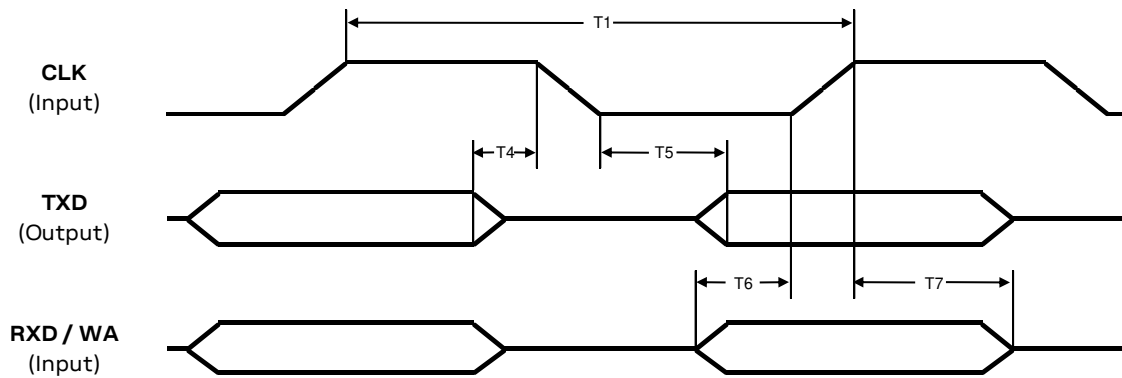 T1
CLK
(Input)
T4
T5
TXD
(Output)
T6
T7
RXD / WA
(Input)